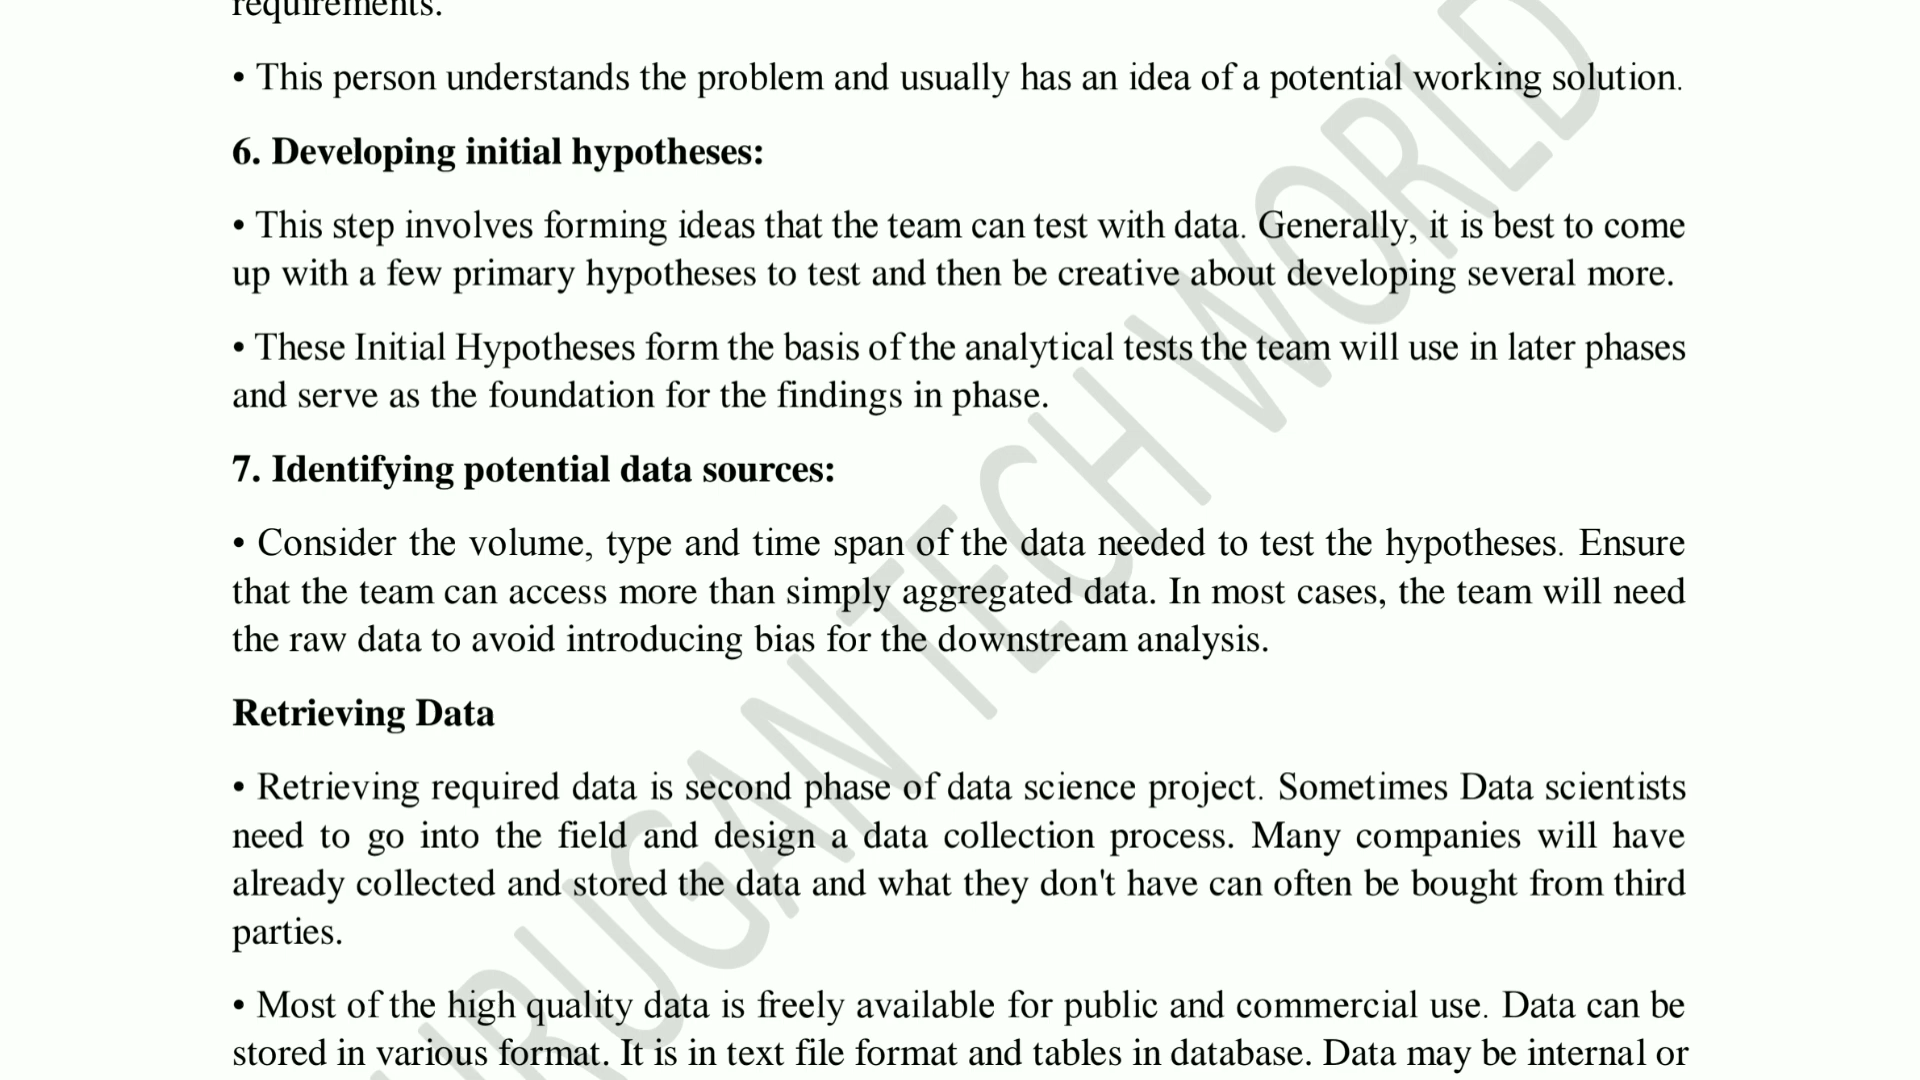 requirements.
• This person understands the problem and usually has an idea of a potential working solution.
6. Developing initial hypotheses:
• This step involves forming ideas that the team can test with data. Generally, it is best to come
up with a few primary hypotheses to test and then be creative about developing several more.
• These Initial Hypotheses form the basis of the analytical tests the team will use in later phases
and serve as the foundation for the findings in phase.
7. Identifying potential data sources:
• Consider the volume, type and time span of the data needed to test the hypotheses. Ensure
that the team can access more than simply aggregated data. In most cases, the team will need
the raw data to avoid introducing bias for the downstream analysis.
Retrieving Data
• Retrieving required data is second phase of data science project. Sometimes Data scientists
need to go into the field and design a data collection process. Many companies will have
already collected and stored the data and what they don't have can often be bought from third
parties.
• Most of the high quality data is freely available for public and commercial use. Data can be
stored in various format. It is in text file format and tables in database. Data may be internal or
TECH WORLD